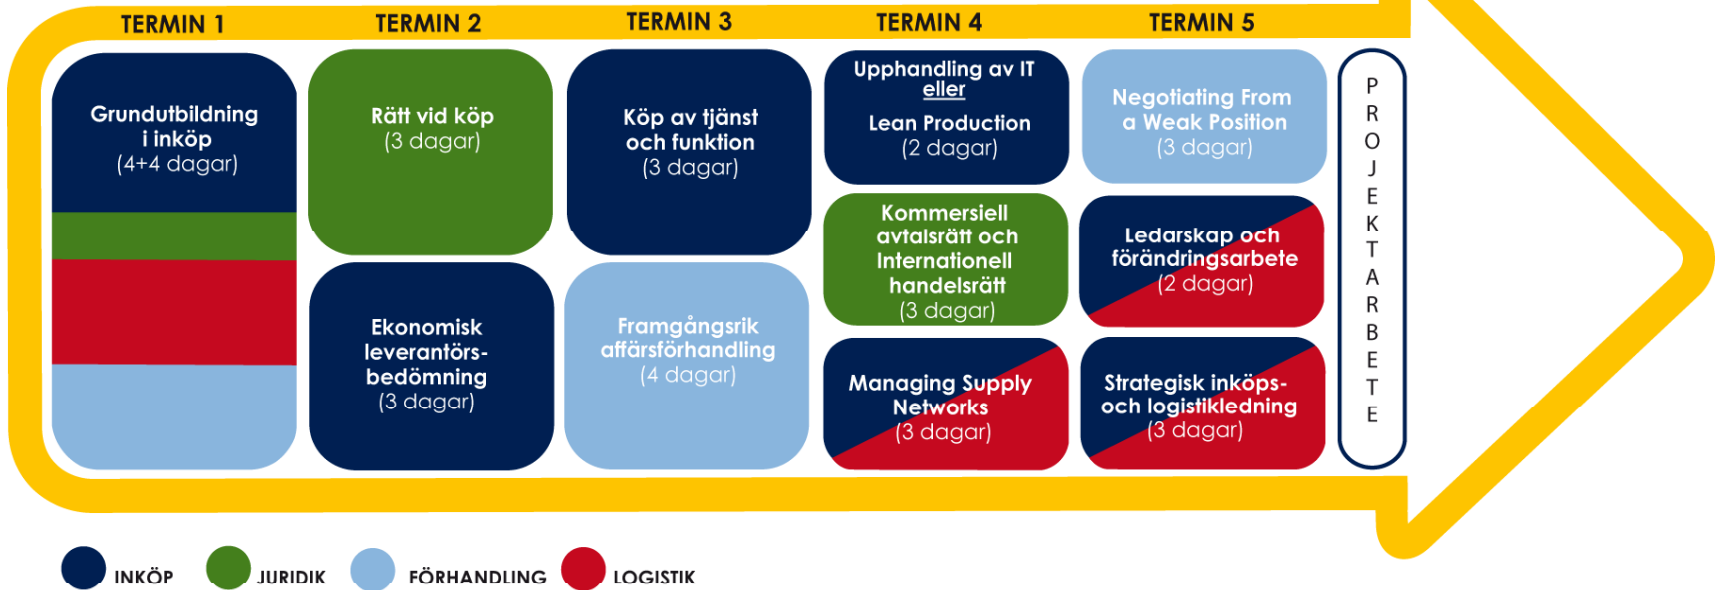 TERMIN 1
TERMIN 2
TERMIN 3
TERMIN 4
TERMIN 5
Grundutbildning
i inköp
(4+4 dagar)
Rätt vid köp
(3 dagar)
Ekonomisk
leverantörs-
bedömning
(3 dagar)
Köp av tjänst
och funktion
(3 dagar)
Framgångsrik
affärsförhandling
(4 dagar)
Upphandling av IT
eller
Lean Production
(2 dagar)
Kommersiell
avtalsrätt och
Internationell
handelsrätt
(3 dagar)
Managing Supply
Networks
(3 dagar)
Negotiating From
a Weak Position
(3 dagar)
Ledarskap och
förändringsarbete
(2 dagar)
Strategisk inköps-
och logistikledning
(3 dagar)
PROJEKTARBETE
INKÖP
JURIDIK
FÖRHANDLING
LOGISTIK